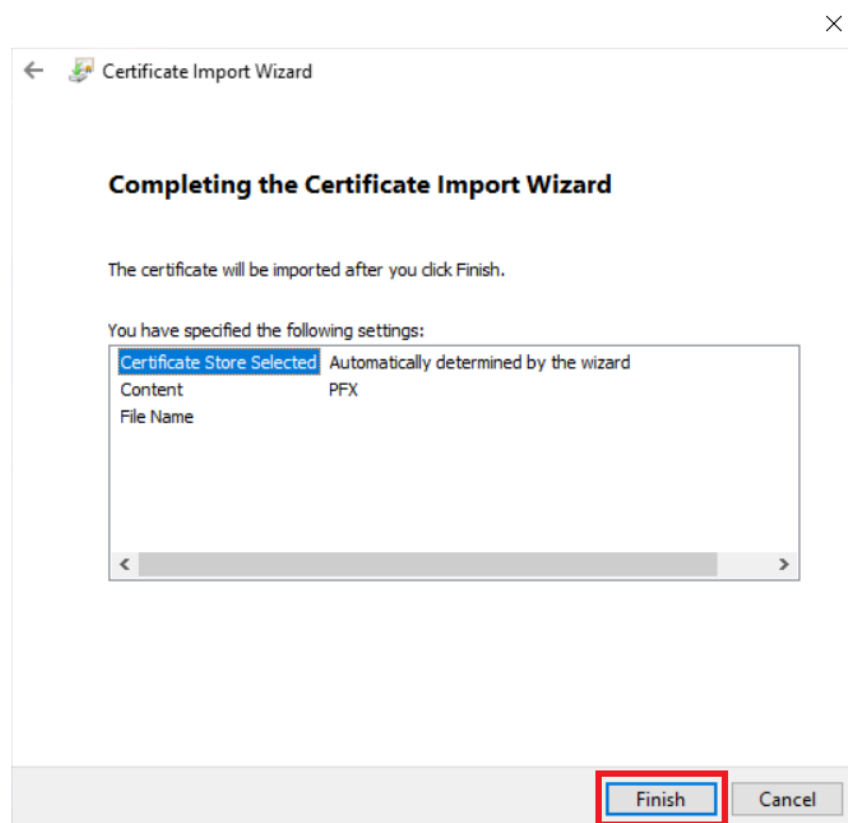 Certificate Import Wizard
Completing the Certificate Import Wizard
The certificate will be imported after you click Finish.
You have specified the following settings:
Certificate Store Selected Automatically determined by the wizard
Content PFX
File Name
Finish Cancel